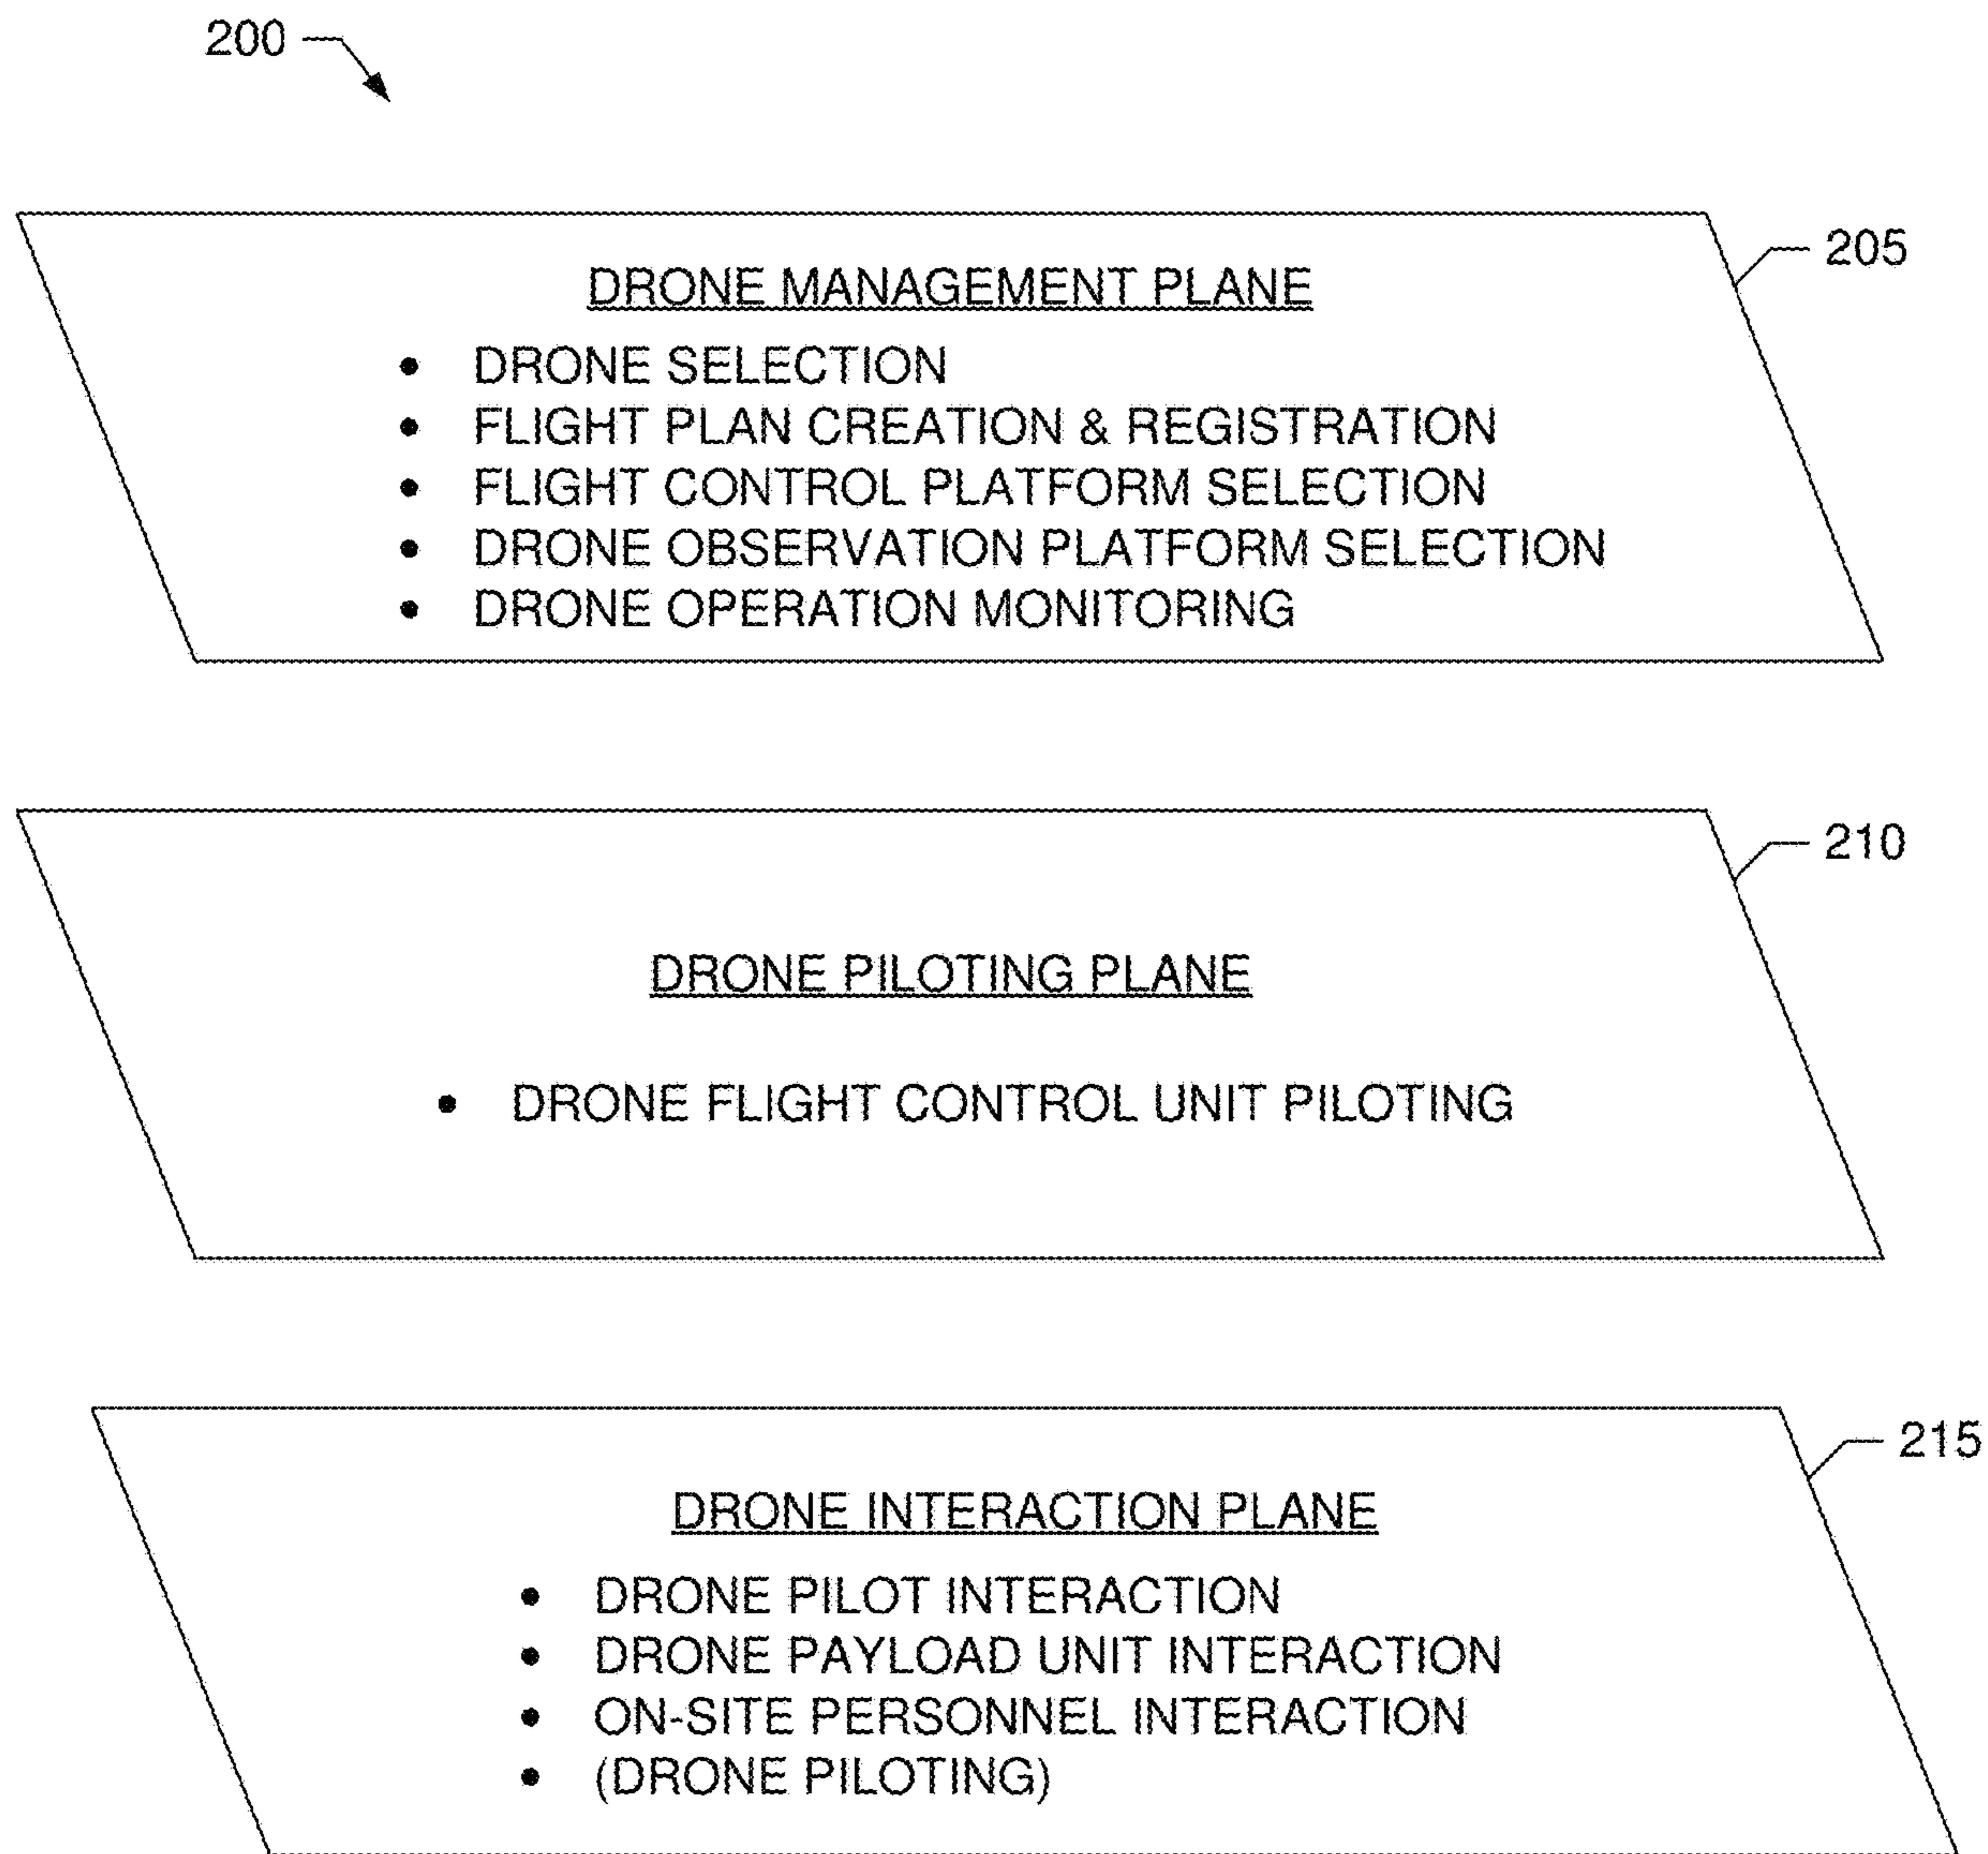 200
205
DRONE MANAGEMENT PLANE
• DRONE SELECTION
• FLIGHT PLAN CREATION & REGISTRATION
• FLIGHT CONTROL PLATFORM SELECTION
• DRONE OBSERVATION PLATFORM SELECTION
• DRONE OPERATION MONITORING
210
DRONE PILOTING PLANE
• DRONE FLIGHT CONTROL UNIT PILOTING
215
DRONE INTERACTION PLANE
• DRONE PILOT INTERACTION
• DRONE PAYLOAD UNIT INTERACTION
• ON-SITE PERSONNEL INTERACTION
• (DRONE PILOTING)